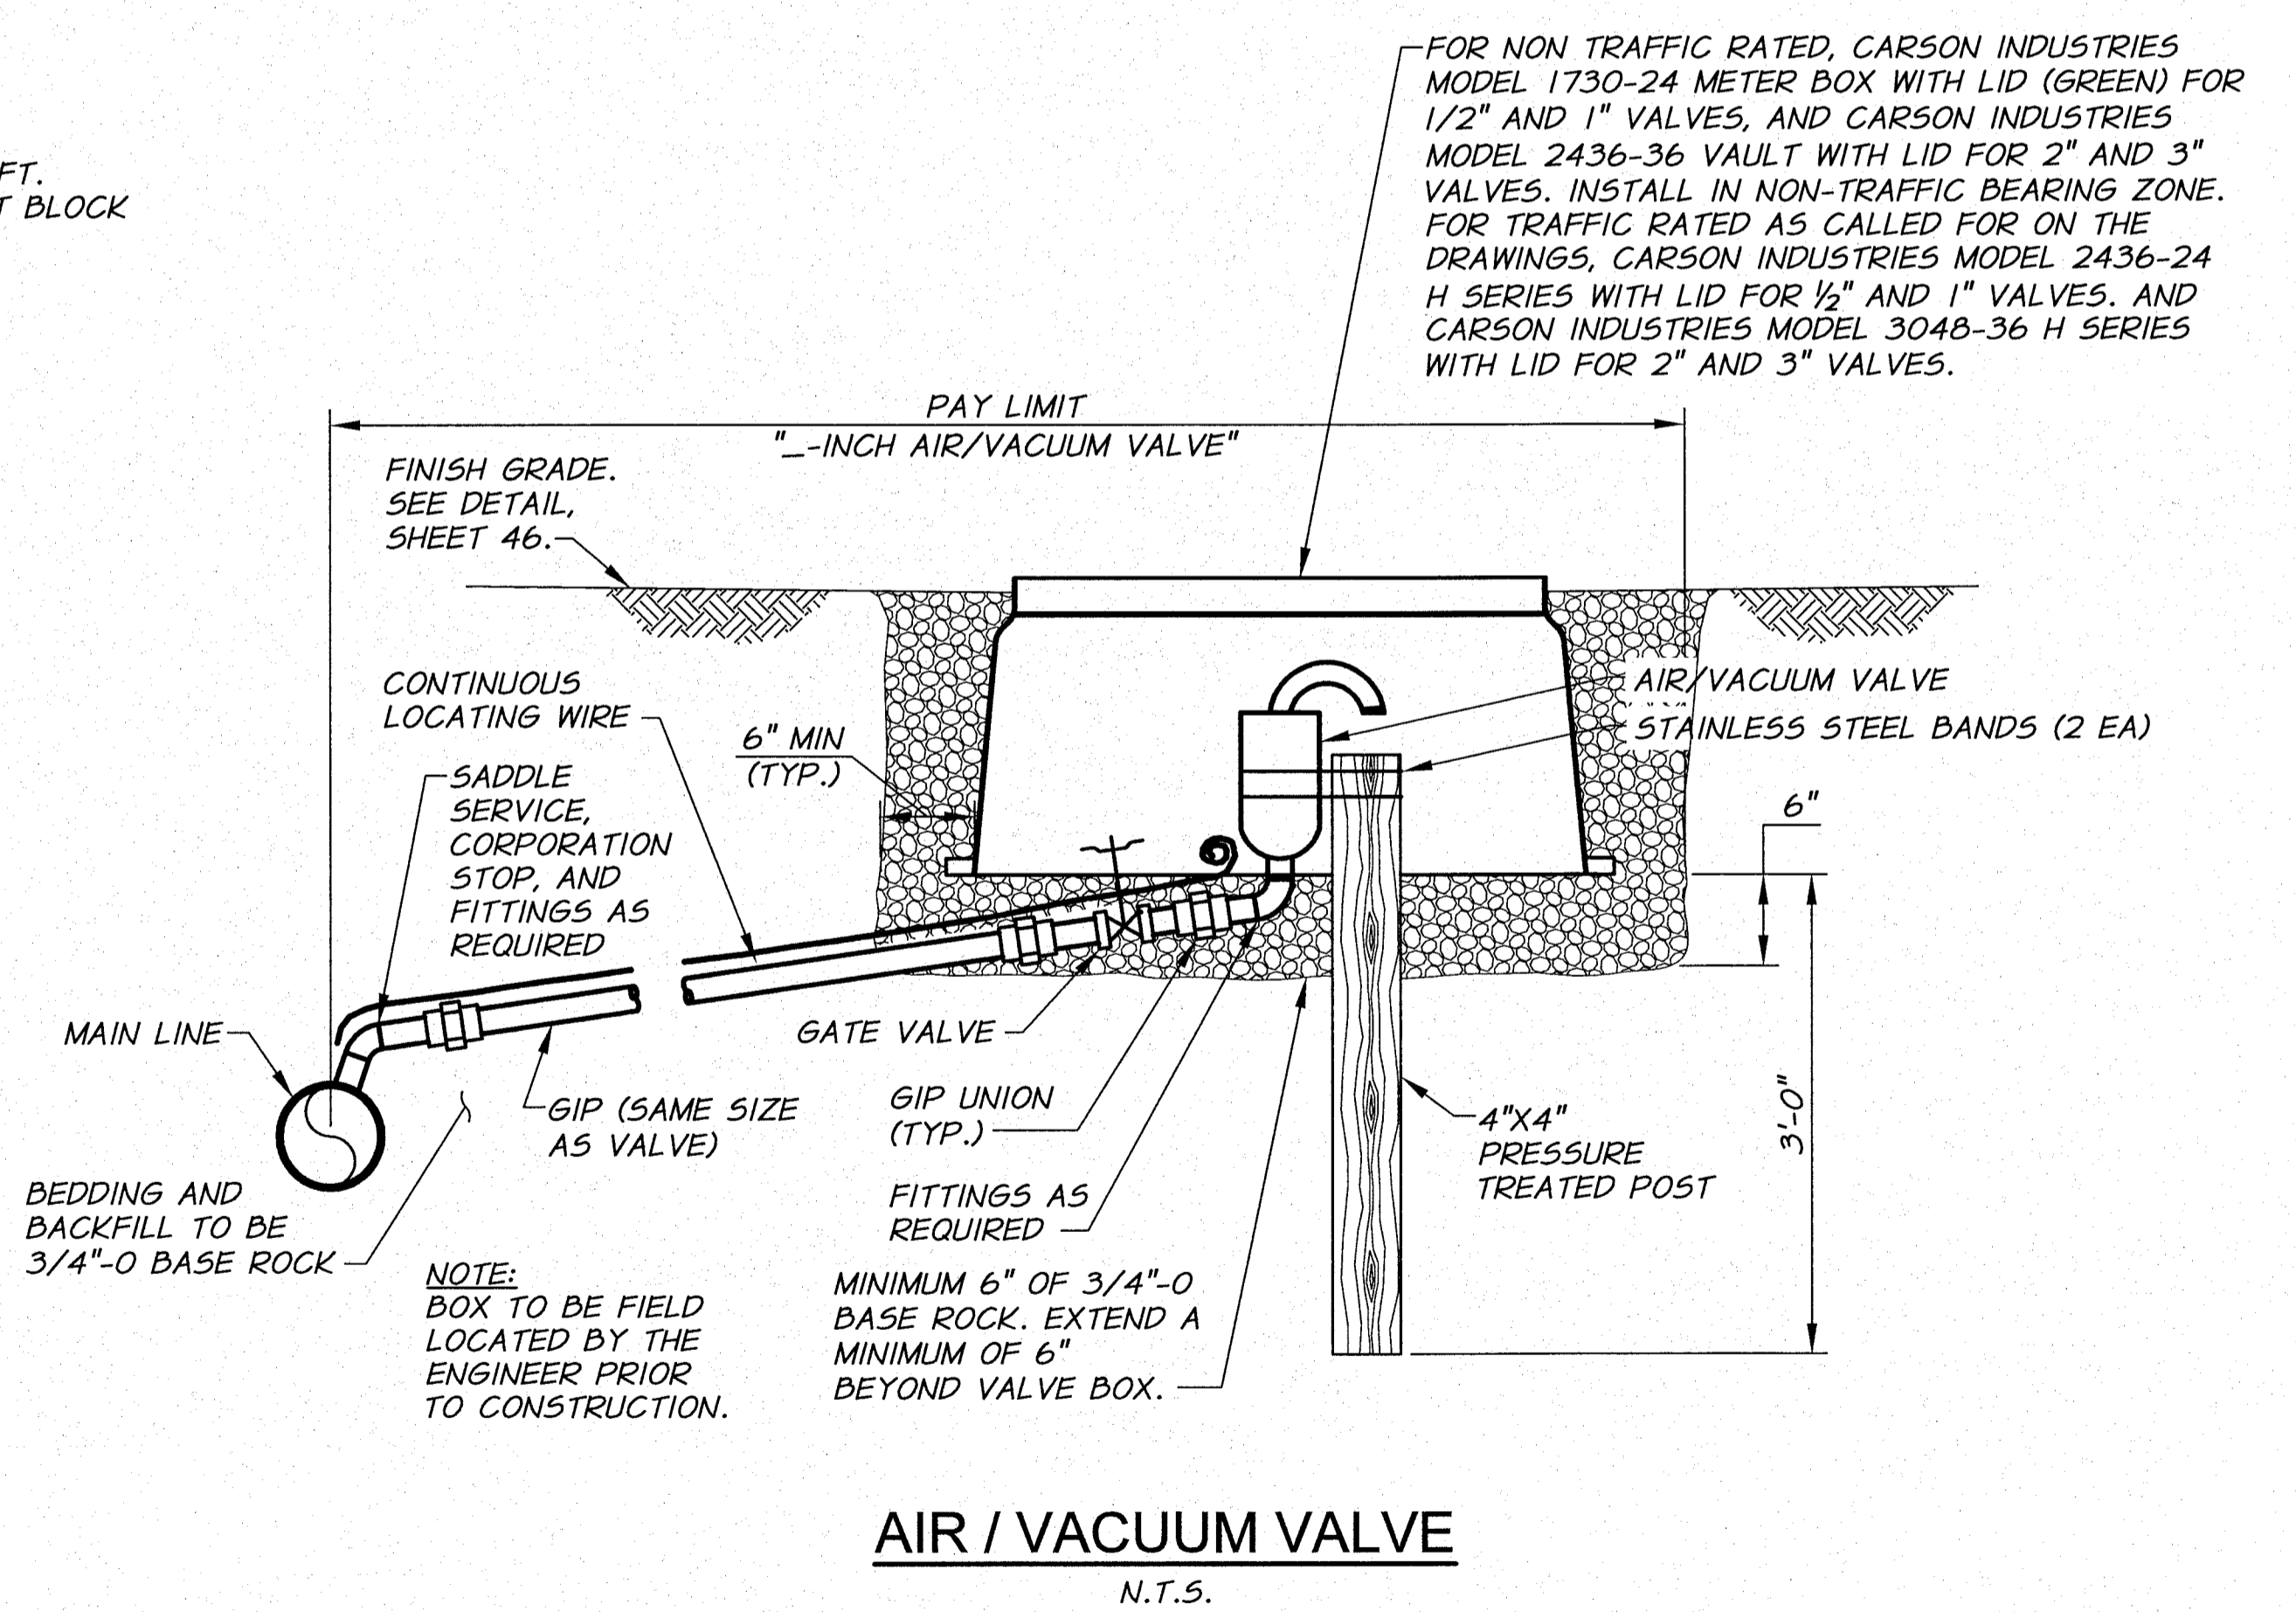 FT.
T BLOCK
FOR NON TRAFFIC RATED, CARSON INDUSTRIES
MODEL 1730-24 METER BOX WITH LID (GREEN) FOR
1/2" AND 1" VALVES, AND CARSON INDUSTRIES
MODEL 2436-36 VAULT WITH LID FOR 2" AND 3"
VALVES. INSTALL IN NON-TRAFFIC BEARING ZONE.
FOR TRAFFIC RATED AS CALLED FOR ON THE
DRAWINGS, CARSON INDUSTRIES MODEL 2436-24
H SERIES WITH LID FOR ½" AND 1" VALVES. AND
CARSON INDUSTRIES MODEL 3048-36 H SERIES
WITH LID FOR 2" AND 3" VALVES.
PAY LIMIT
"_-INCH AIR/VACUUM VALVE"
FINISH GRADE.
SEE DETAIL,
SHEET 46.
CONTINUOUS
LOCATING WIRE
6" MIN
(TYP.)
AIR/VACUUM VALVE
STAINLESS STEEL BANDS (2 EA)
SADDLE
SERVICE,
CORPORATION
STOP, AND
FITTINGS AS
REQUIRED
6"
MAIN LINE
GATE VALVE
GIP (SAME SIZE
AS VALVE)
GIP UNION
(TYP.)
4"X4"
PRESSURE
TREATED POST
3'-0"
BEDDING AND
BACKFILL TO BE
3/4"-0 BASE ROCK
FITTINGS AS
REQUIRED
NOTE:
BOX TO BE FIELD
LOCATED BY THE
ENGINEER PRIOR
TO CONSTRUCTION.
MINIMUM 6" OF 3/4"-0
BASE ROCK. EXTEND A
MINIMUM OF 6"
BEYOND VALVE BOX.
AIR / VACUUM VALVE
N.T.S.